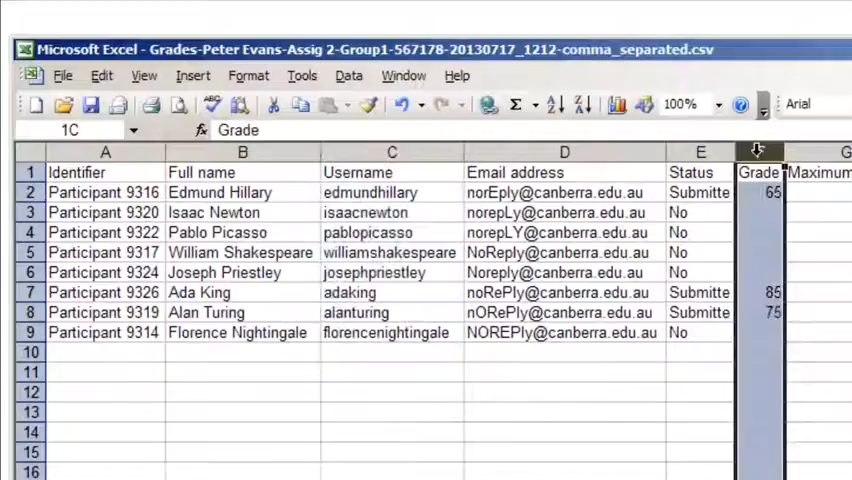 Microsoft Excel - Grades-Peter Evans-Assig 2-Group1-567178-20130717_1212-comma_separated.csv
File Edit View Insert Format Tools Data Window Help
100% Arial
1C fx Grade
A B C D E G
1 Identifier Full name Username Email address Status Grade Maximum
2 Participant 9316 Edmund Hillary edmundhillary norEply@canberra.edu.au Submitte 65
3 Participant 9320 Isaac Newton isaacnewton norepLy@canberra.edu.au No
4 Participant 9322 Pablo Picasso pablopicasso norepLY@canberra.edu.au No
5 Participant 9317 William Shakespeare williamshakespeare NoReply@canberra.edu.au No
6 Participant 9324 Joseph Priestley josephpriestley Noreply@canberra.edu.au No
7 Participant 9326 Ada King adaking noRePly@canberra.edu.au Submitte 85
8 Participant 9319 Alan Turing alanturing nORePly@canberra.edu.au Submitte 75
9 Participant 9314 Florence Nightingale florencenightingale NOREPly@canberra.edu.au No
10
11
12
13
14
15
16